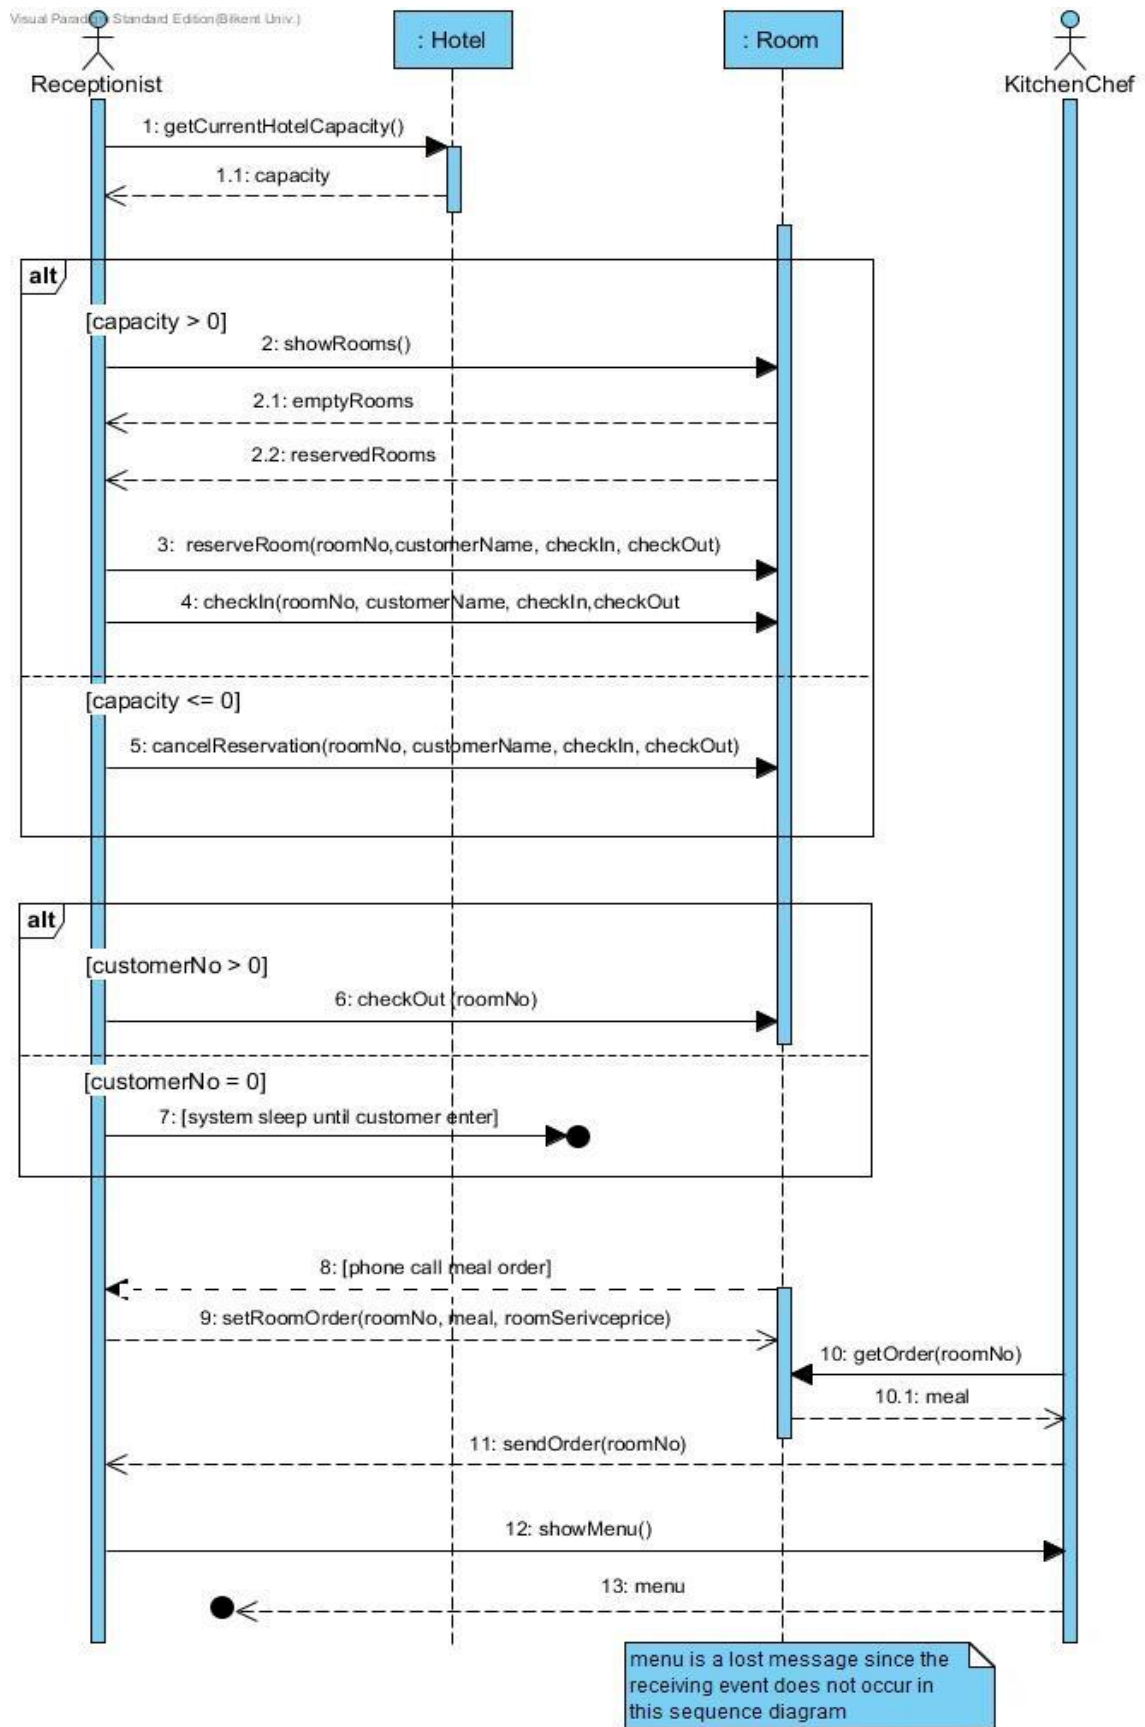 Visual Paradigm Standard Edition(Bilkent Univ.)
: Hotel
: Room
Receptionist
KitchenChef
1: getCurrentHotelCapacity()
1.1: capacity
alt
[capacity > 0]
2: showRooms()
2.1: emptyRooms
2.2: reservedRooms
3: reserveRoom(roomNo,customerName, checkIn, checkOut)
4: checkIn(roomNo, customerName, checkIn,checkOut
[capacity <= 0]
5: cancelReservation(roomNo, customerName, checkIn, checkOut)
alt
[customerNo > 0]
6: checkOut (roomNo)
[customerNo = 0]
7: [system sleep until customer enter]
8: [phone call meal order]
9: setRoomOrder(roomNo, meal, roomSerivceprice)
10: getOrder(roomNo)
10.1: meal
11: sendOrder(roomNo)
12: showMenu()
13: menu
menu is a lost message since the
receiving event does not occur in
this sequence diagram